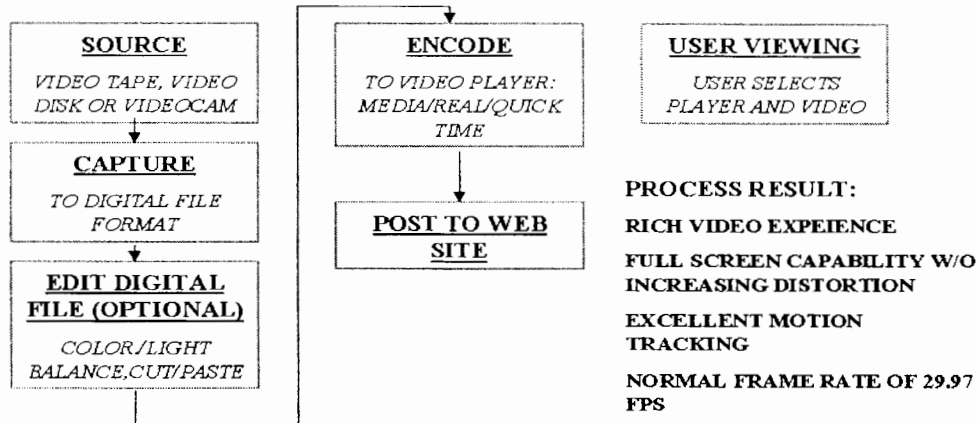 SOURCE
VIDEO TAPE, VIDEO
DISK OR VIDEOCAM
CAPTURE
TO DIGITAL FILE
FORMAT
EDIT DIGITAL
FILE (OPTIONAL)
COLOR/LIGHT
BALANCE,CUT/PASTE
ENCODE
TO VIDEO PLAYER:
MEDIA/REAL/QUICK
TIME
POST TO WEB
SITE
USER VIEWING
USER SELECTS
PLAYER AND VIDEO
PROCESS RESULT:
RICH VIDEO EXPEIENCE
FULL SCREEN CAPABILITY W/O
INCREASING DISTORTION
EXCELLENT MOTION
TRACKING
NORMAL FRAME RATE OF 29.97
FPS